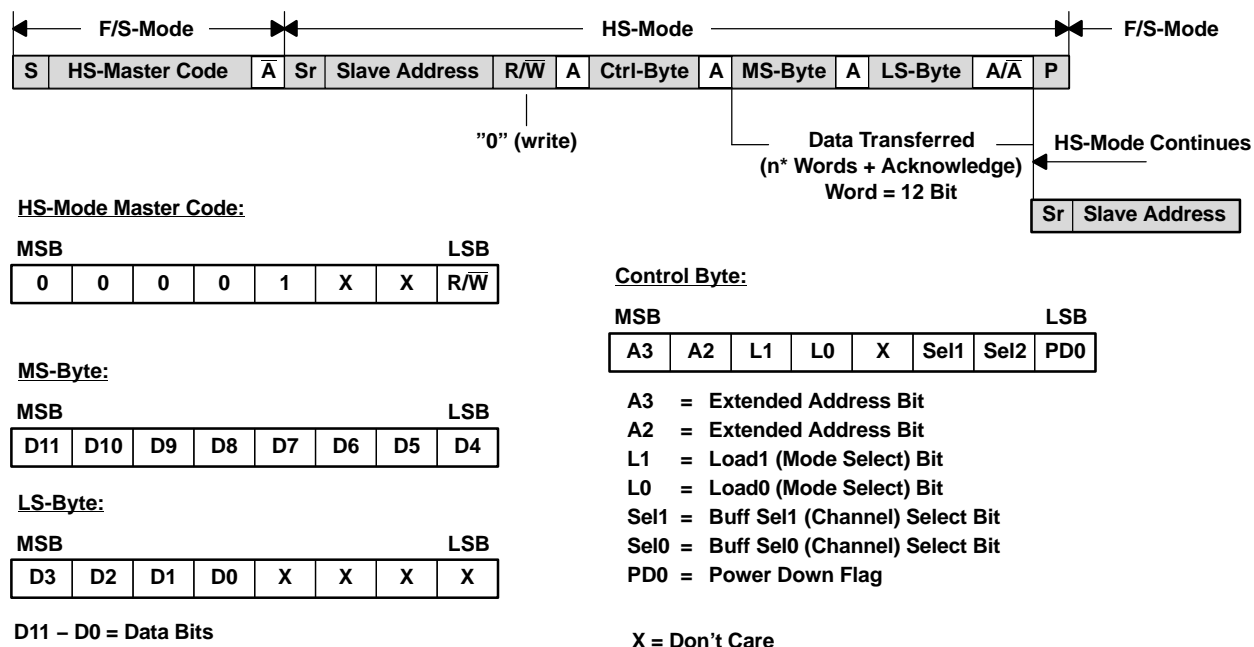 F/S-Mode HS-Mode F/S-Mode
S HS-Master Code A̅ Sr Slave Address R/W̅ A Ctrl-Byte A MS-Byte A LS-Byte A/A̅ P
”0” (write)
Data Transferred
(n* Words + Acknowledge)
Word = 12 Bit
HS-Mode Continues
Sr Slave Address
HS-Mode Master Code:
MSB LSB
0 0 0 0 1 X X R/W̅
MS-Byte:
MSB LSB
D11 D10 D9 D8 D7 D6 D5 D4
LS-Byte:
MSB LSB
D3 D2 D1 D0 X X X X
D11 – D0 = Data Bits
Control Byte:
MSB LSB
A3 A2 L1 L0 X Sel1 Sel2 PD0
A3 = Extended Address Bit
A2 = Extended Address Bit
L1 = Load1 (Mode Select) Bit
L0 = Load0 (Mode Select) Bit
Sel1 = Buff Sel1 (Channel) Select Bit
Sel0 = Buff Sel0 (Channel) Select Bit
PD0 = Power Down Flag
X = Don’t Care